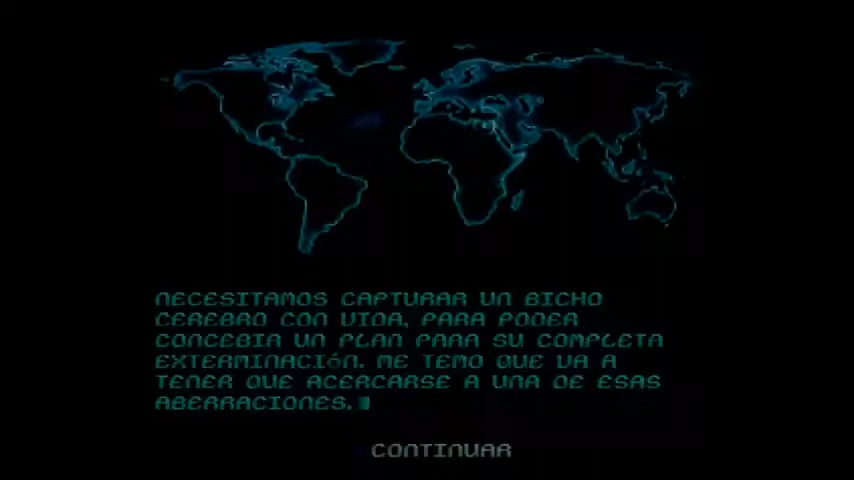 NECESITAMOS CAPTURAR UN BICHO
CEREBRO CON VIDA, PARA PODER
CONCEBIR UN PLAN PARA SU COMPLETA
EXTERMINACIóN. ME TEMO QUE VA A
TENER QUE ACERCARSE A UNA DE ESAS
ABERRACIONES.
CONTINUAR